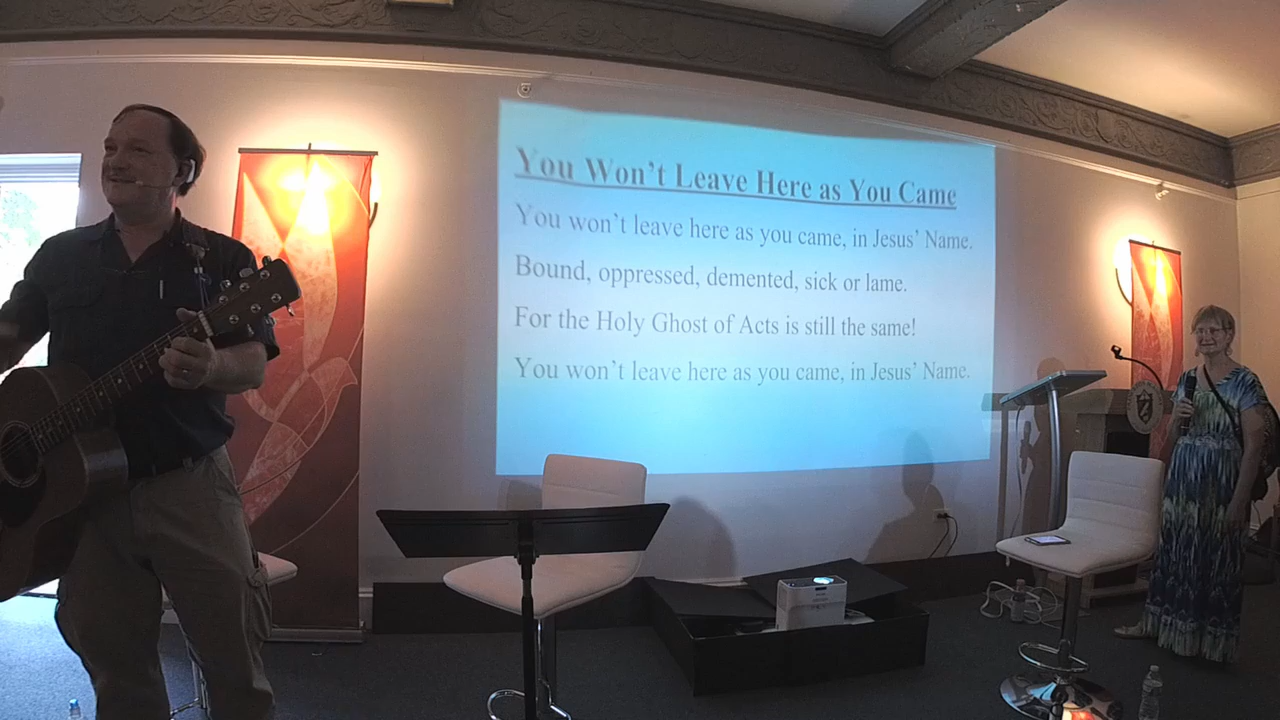 You Won't Leave Here as You Came
You won't leave here as you came, in Jesus' Name.
Bound, oppressed, demented, sick or lame.
For the Holy Ghost of Acts is still the same!
You won't leave here as you came, in Jesus' Name.